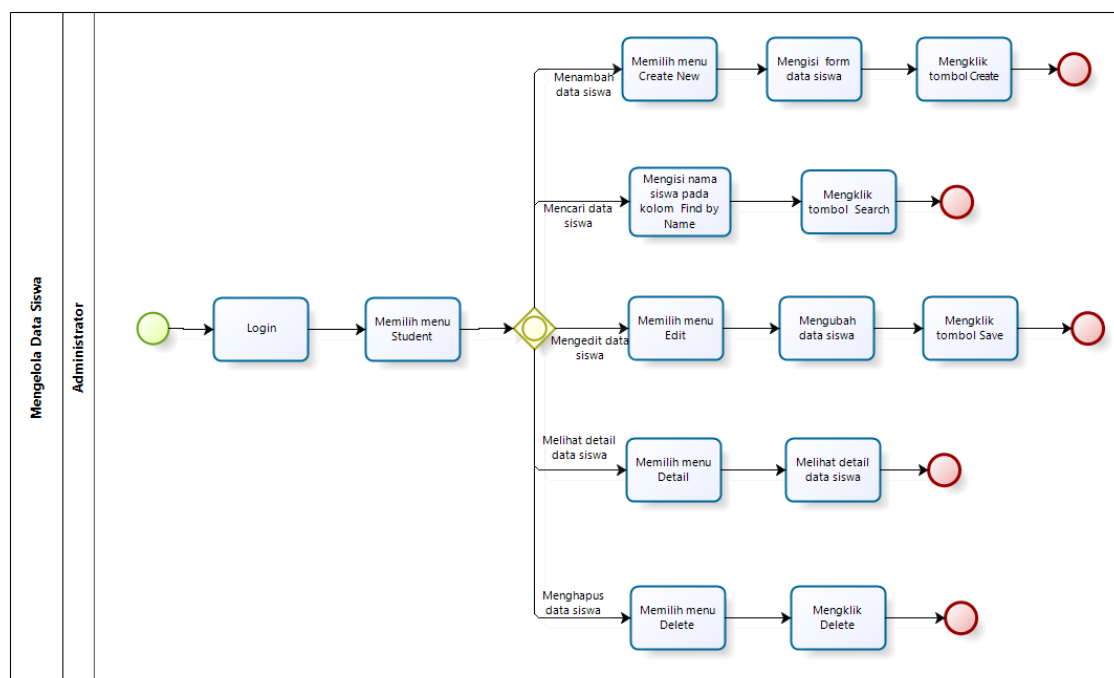 Mengelola Data Siswa
Administrator
Login
Memilih menu
Student
Menambah
data siswa
Memilih menu
Create New
Mengisi form
data siswa
Mengklik
tombol Create
Mencari data
siswa
Mengisi nama
siswa pada
kolom Find by
Name
Mengklik
tombol Search
Mengedit data
siswa
Memilih menu
Edit
Mengubah
data siswa
Mengklik
tombol Save
Melihat detail
data siswa
Memilih menu
Detail
Melihat detail
data siswa
Menghapus
data siswa
Memilih menu
Delete
Mengklik
Delete